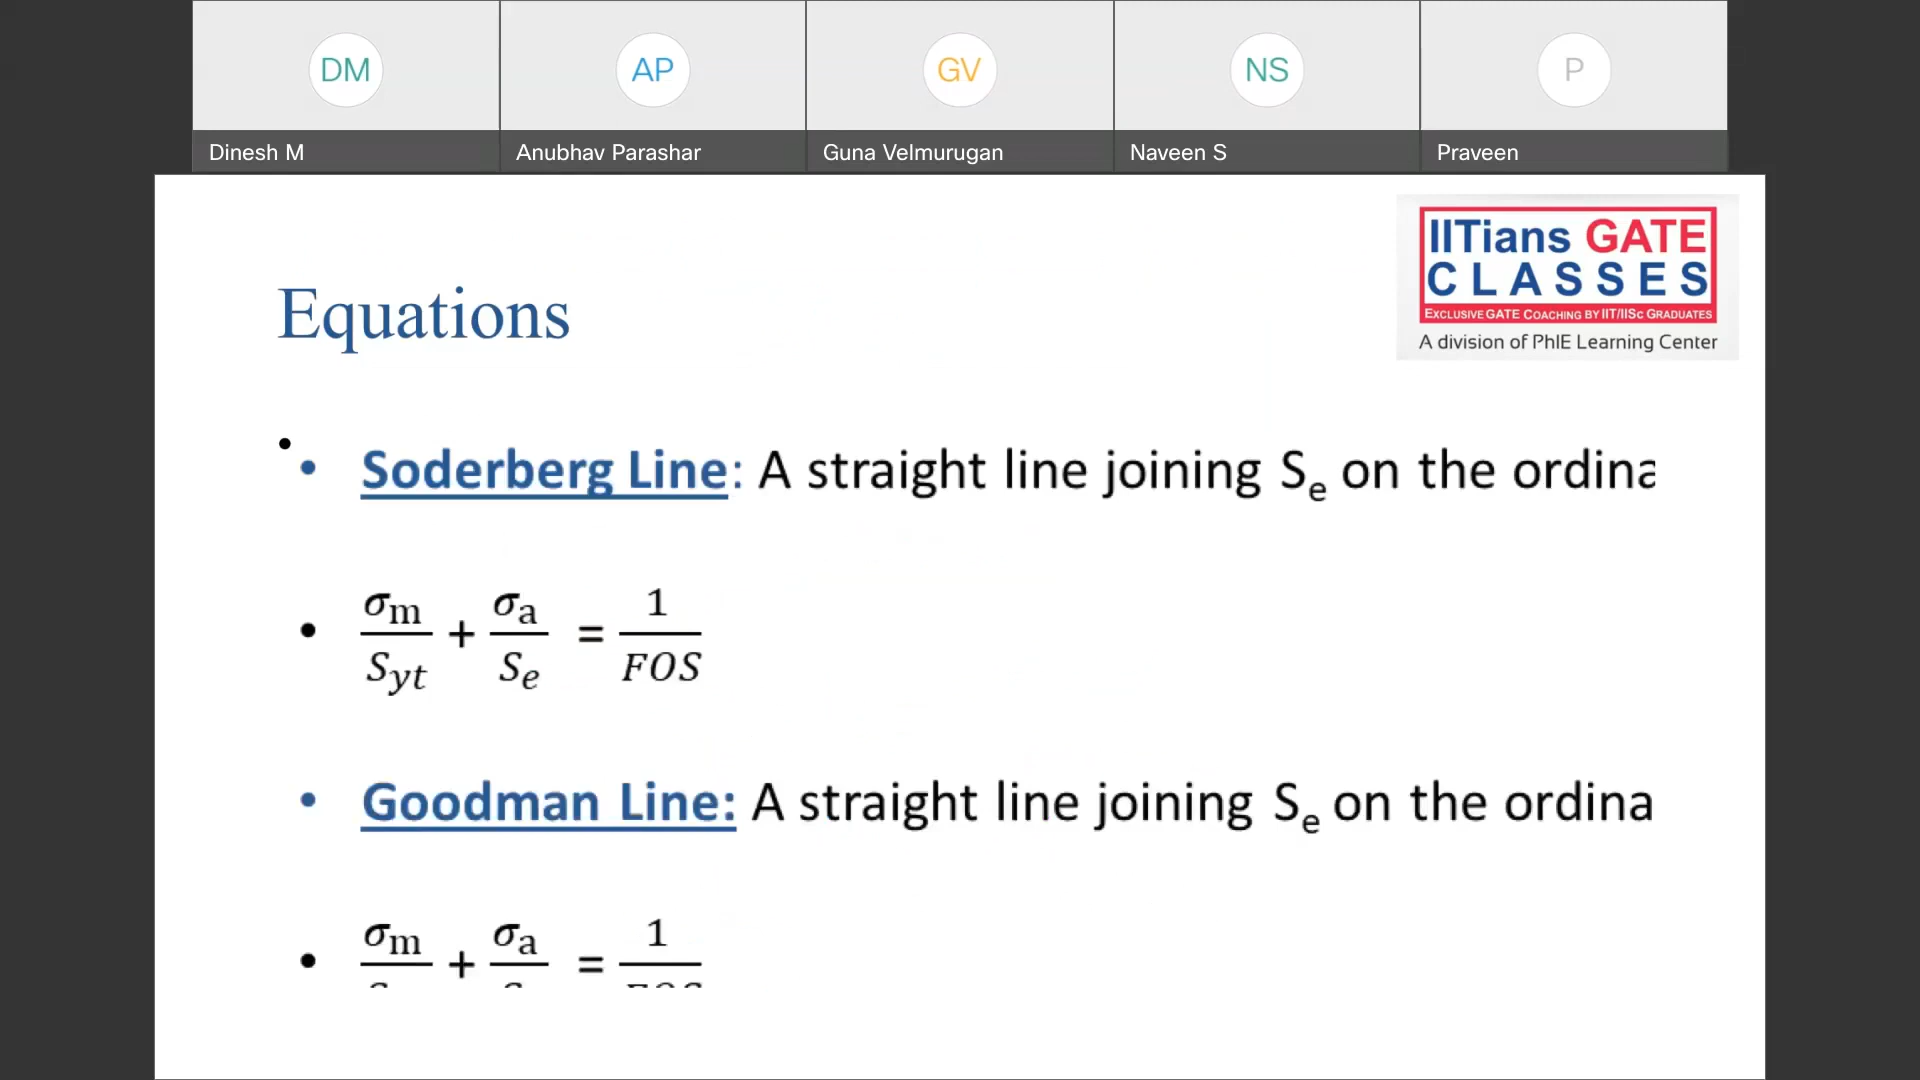 DM
AP
GV
NS
P
Dinesh M
Anubhav Parashar
Guna Velmurugan
Naveen S
Praveen
IITians GATE
CLASSES
EXCLUSIVE GATE COACHING BY IIT/IISc GRADUATES
A division of PhIE Learning Center
Equations
• Soderberg Line: A straight line joining Se on the ordina
• σm/Syt + σa/Se = 1/FOS
• Goodman Line: A straight line joining Se on the ordina
• σm + σa = 1